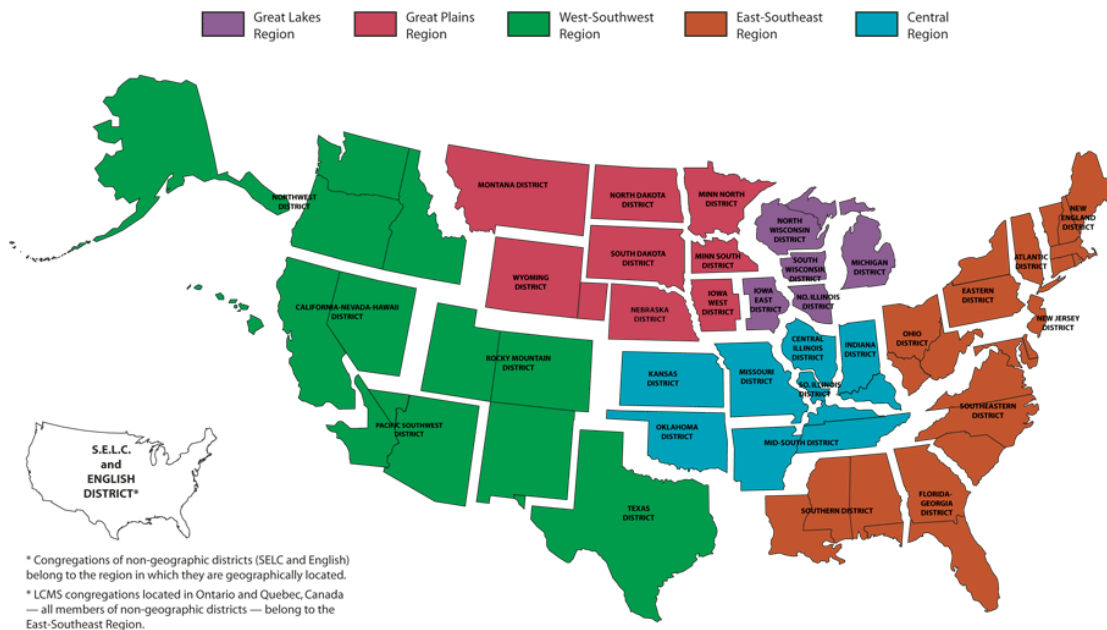 Great Lakes
Region
Great Plains
Region
West-Southwest
Region
East-Southeast
Region
Central
Region
NORTHWEST
DISTRICT
MONTANA DISTRICT
NORTH DAKOTA
DISTRICT
MINN NORTH
DISTRICT
NORTH
WISCONSIN
DISTRICT
NEW
ENGLAND
DISTRICT
WYOMING
DISTRICT
SOUTH DAKOTA
DISTRICT
MINN SOUTH
DISTRICT
SOUTH
WISCONSIN
DISTRICT
MICHIGAN
DISTRICT
ATLANTIC
DISTRICT
CALIFORNIA-NEVADA-HAWAII
DISTRICT
NEBRASKA
DISTRICT
IOWA
WEST
DISTRICT
IOWA
EAST
DISTRICT
NO. ILLINOIS
DISTRICT
EASTERN
DISTRICT
NEW JERSEY
DISTRICT
ROCKY MOUNTAIN
DISTRICT
KANSAS
DISTRICT
MISSOURI
DISTRICT
CENTRAL
ILLINOIS
DISTRICT
INDIANA
DISTRICT
OHIO
DISTRICT
SO. ILLINOIS
DISTRICT
PACIFIC SOUTHWEST
DISTRICT
OKLAHOMA
DISTRICT
MID-SOUTH DISTRICT
SOUTHEASTERN
DISTRICT
S.E.L.C.
and
ENGLISH
DISTRICT*
TEXAS
DISTRICT
SOUTHERN DISTRICT
FLORIDA-
GEORGIA
DISTRICT
* Congregations of non-geographic districts (SELC and English)
belong to the region in which they are geographically located.
* LCMS congregations located in Ontario and Quebec, Canada
— all members of non-geographic districts — belong to the
East-Southeast Region.